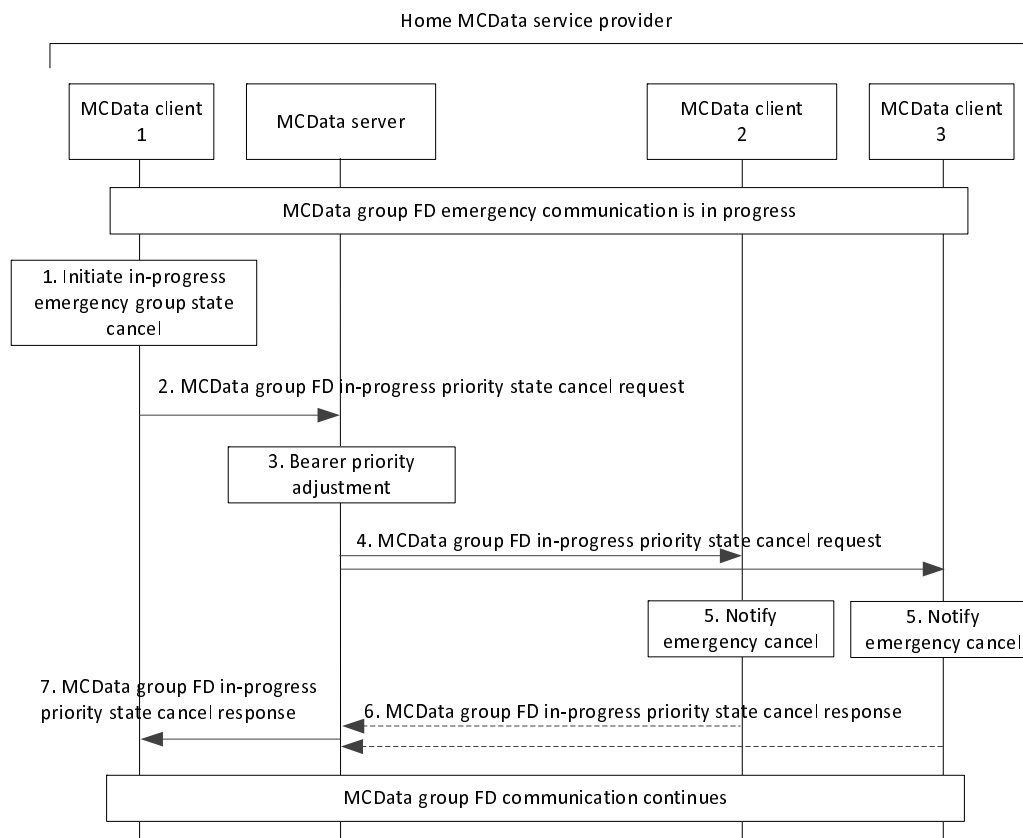 Home MCData service provider
MCData client
1
MCData server
MCData client
2
MCData client
3
MCData group FD emergency communication is in progress
1. Initiate in-progress
emergency group state
cancel
2. MCData group FD in-progress priority state cancel request
3. Bearer priority
adjustment
4. MCData group FD in-progress priority state cancel request
5. Notify
emergency cancel
5. Notify
emergency cancel
7. MCData group FD in-progress
priority state cancel response
6. MCData group FD in-progress priority state cancel response
MCData group FD communication continues